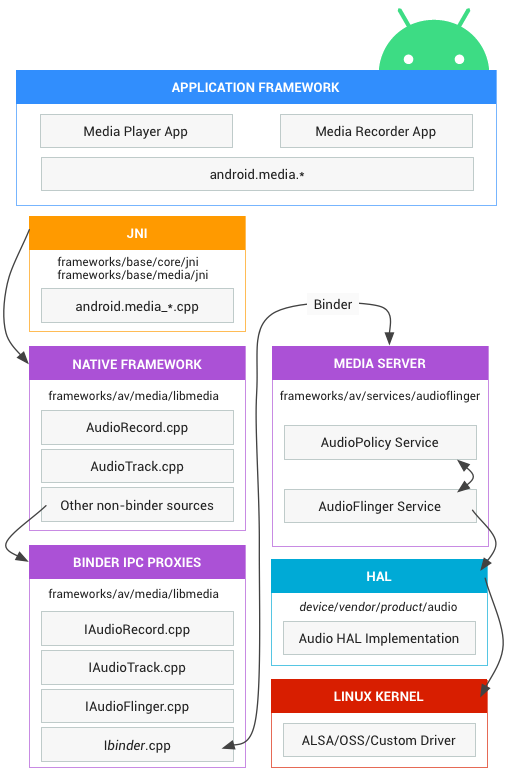 APPLICATION FRAMEWORK
Media Player App
Media Recorder App
android.media.*
JNI
frameworks/base/core/jni
frameworks/base/media/jni
android.media_*.cpp
NATIVE FRAMEWORK
frameworks/av/media/libmedia
AudioRecord.cpp
AudioTrack.cpp
Other non-binder sources
BINDER IPC PROXIES
frameworks/av/media/libmedia
IAudioRecord.cpp
IAudioTrack.cpp
IAudioFlinger.cpp
Ibinder.cpp
Binder
MEDIA SERVER
frameworks/av/services/audioflinger
AudioPolicy Service
AudioFlinger Service
HAL
device/vendor/product/audio
Audio HAL Implementation
LINUX KERNEL
ALSA/OSS/Custom Driver